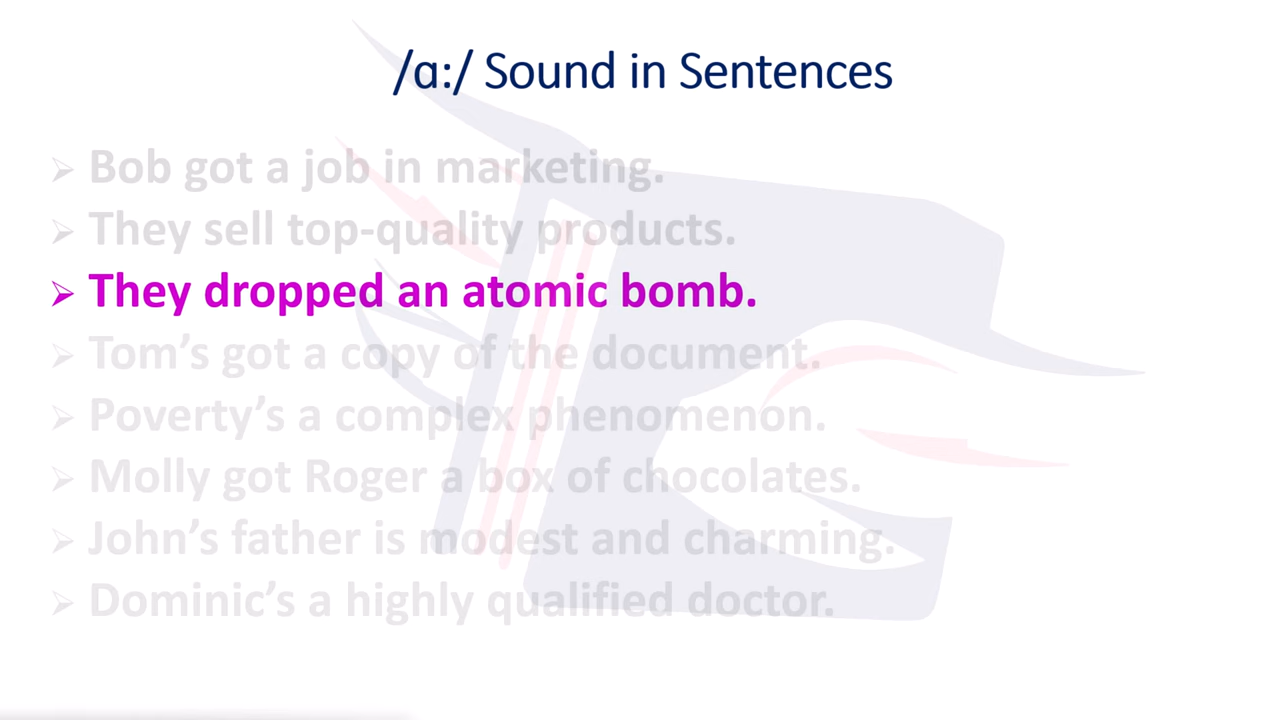 /ɑ:/ Sound in Sentences
➢ Bob got a job in marketing.
➢ They sell top-quality products.
➢ They dropped an atomic bomb.
➢ Tom’s got a copy of the document.
➢ Poverty’s a complex phenomenon.
➢ Molly got Roger a box of chocolates.
➢ John’s father is modest and charming.
➢ Dominic’s a highly qualified doctor.